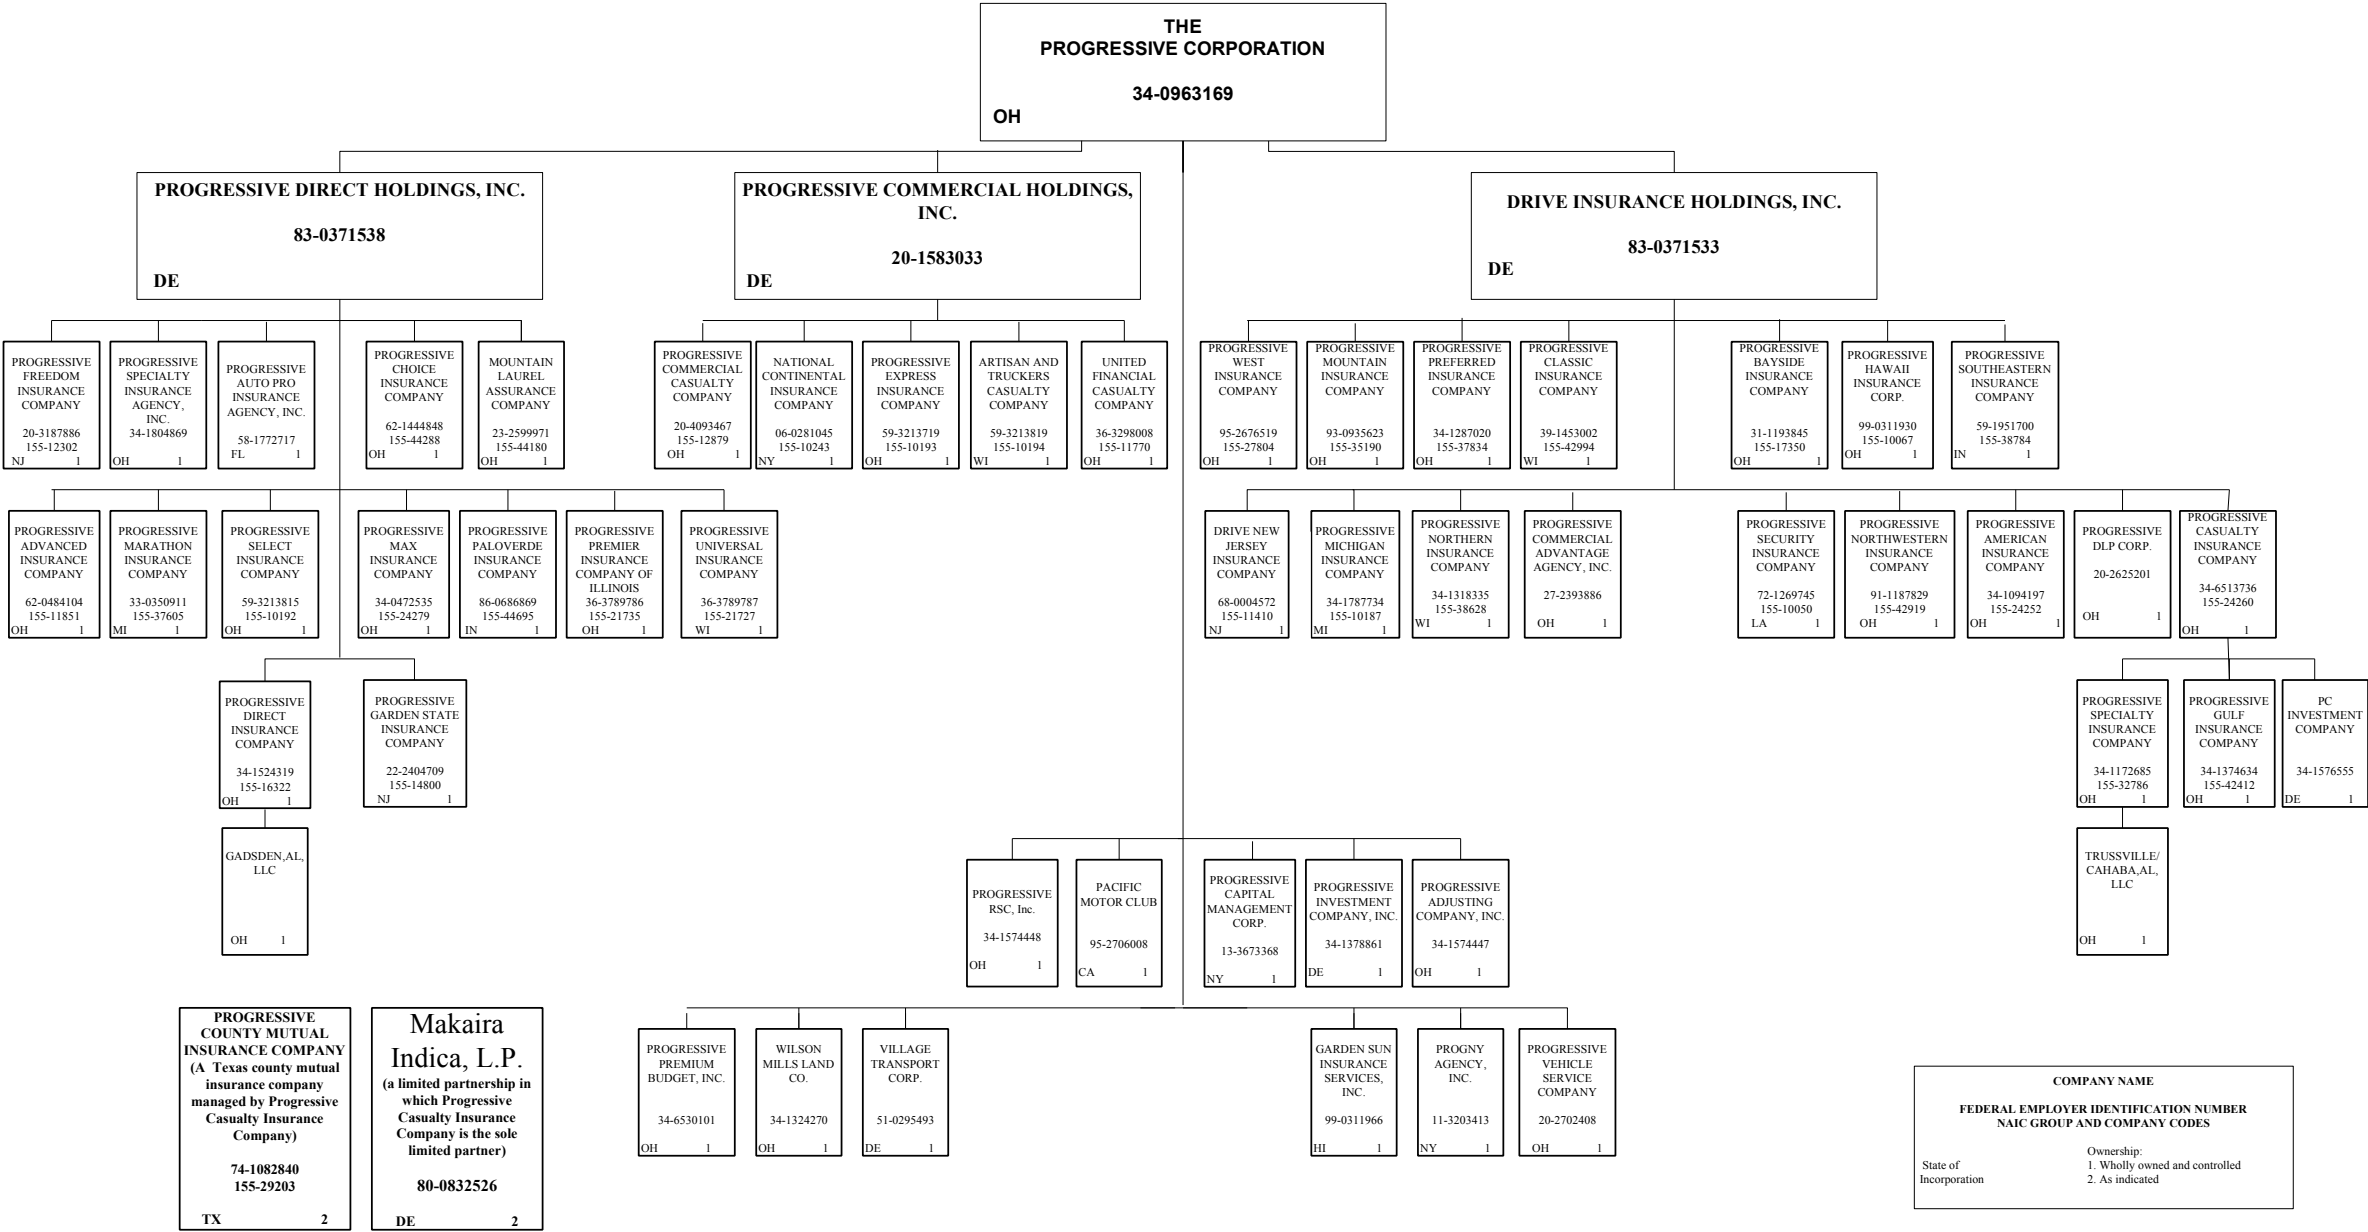 THE
PROGRESSIVE CORPORATION
34-0963169
OH
PROGRESSIVE DIRECT HOLDINGS, INC.
83-0371538
DE
PROGRESSIVE COMMERCIAL HOLDINGS,
INC.
20-1583033
DE
DRIVE INSURANCE HOLDINGS, INC.
83-0371533
DE
PROGRESSIVE
FREEDOM
INSURANCE
COMPANY
20-3187886
155-12302
NJ 1
PROGRESSIVE
SPECIALTY
INSURANCE
AGENCY,
INC.
34-1804869
OH 1
PROGRESSIVE
AUTO PRO
INSURANCE
AGENCY, INC.
58-1772717
FL 1
PROGRESSIVE
CHOICE
INSURANCE
COMPANY
62-1444848
155-44288
OH 1
MOUNTAIN
LAUREL
ASSURANCE
COMPANY
23-2599971
155-44180
OH 1
PROGRESSIVE
COMMERCIAL
CASUALTY
COMPANY
20-4093467
155-12879
OH 1
NATIONAL
CONTINENTAL
INSURANCE
COMPANY
06-0281045
155-10243
NY 1
PROGRESSIVE
EXPRESS
INSURANCE
COMPANY
59-3213719
155-10193
OH 1
ARTISAN AND
TRUCKERS
CASUALTY
COMPANY
59-3213819
155-10194
WI 1
UNITED
FINANCIAL
CASUALTY
COMPANY
36-3298008
155-11770
OH 1
PROGRESSIVE
WEST
INSURANCE
COMPANY
95-2676519
155-27804
OH 1
PROGRESSIVE
MOUNTAIN
INSURANCE
COMPANY
93-0935623
155-35190
OH 1
PROGRESSIVE
PREFERRED
INSURANCE
COMPANY
34-1287020
155-37834
OH 1
PROGRESSIVE
CLASSIC
INSURANCE
COMPANY
39-1453002
155-42994
WI 1
PROGRESSIVE
BAYSIDE
INSURANCE
COMPANY
31-1193845
155-17350
OH 1
PROGRESSIVE
HAWAII
INSURANCE
CORP.
99-0311930
155-10067
OH 1
PROGRESSIVE
SOUTHEASTERN
INSURANCE
COMPANY
59-1951700
155-38784
IN 1
PROGRESSIVE
ADVANCED
INSURANCE
COMPANY
62-0484104
155-11851
OH 1
PROGRESSIVE
MARATHON
INSURANCE
COMPANY
33-0350911
155-37605
MI 1
PROGRESSIVE
SELECT
INSURANCE
COMPANY
59-3213815
155-10192
OH 1
PROGRESSIVE
MAX
INSURANCE
COMPANY
34-0472535
155-24279
OH 1
PROGRESSIVE
PALOVERDE
INSURANCE
COMPANY
86-0686869
155-44695
IN 1
PROGRESSIVE
PREMIER
INSURANCE
COMPANY OF
ILLINOIS
36-3789786
155-21735
OH 1
PROGRESSIVE
UNIVERSAL
INSURANCE
COMPANY
36-3789787
155-21727
WI 1
DRIVE NEW
JERSEY
INSURANCE
COMPANY
68-0004572
155-11410
NJ 1
PROGRESSIVE
MICHIGAN
INSURANCE
COMPANY
34-1787734
155-10187
MI 1
PROGRESSIVE
NORTHERN
INSURANCE
COMPANY
34-1318335
155-38628
WI 1
PROGRESSIVE
COMMERCIAL
ADVANTAGE
AGENCY, INC.
27-2393886
OH 1
PROGRESSIVE
SECURITY
INSURANCE
COMPANY
72-1269745
155-10050
LA 1
PROGRESSIVE
NORTHWESTERN
INSURANCE
COMPANY
91-1187829
155-42919
OH 1
PROGRESSIVE
AMERICAN
INSURANCE
COMPANY
34-1094197
155-24252
OH 1
PROGRESSIVE
DLP CORP.
20-2625201
OH 1
PROGRESSIVE
CASUALTY
INSURANCE
COMPANY
34-6513736
155-24260
OH 1
PROGRESSIVE
DIRECT
INSURANCE
COMPANY
34-1524319
155-16322
OH 1
PROGRESSIVE
GARDEN STATE
INSURANCE
COMPANY
22-2404709
155-14800
NJ 1
PROGRESSIVE
SPECIALTY
INSURANCE
COMPANY
34-1172685
155-32786
OH 1
PROGRESSIVE
GULF
INSURANCE
COMPANY
34-1374634
155-42412
OH 1
PC
INVESTMENT
COMPANY
34-1576555
DE 1
GADSDEN,AL,
LLC
OH 1
PROGRESSIVE
RSC, Inc.
34-1574448
OH 1
PACIFIC
MOTOR CLUB
95-2706008
CA 1
PROGRESSIVE
CAPITAL
MANAGEMENT
CORP.
13-3673368
NY 1
PROGRESSIVE
INVESTMENT
COMPANY, INC.
34-1378861
DE 1
PROGRESSIVE
ADJUSTING
COMPANY, INC.
34-1574447
OH 1
TRUSSVILLE/
CAHABA,AL,
LLC
OH 1
PROGRESSIVE
COUNTY MUTUAL
INSURANCE COMPANY
(A Texas county mutual
insurance company
managed by Progressive
Casualty Insurance
Company)
74-1082840
155-29203
TX 2
Makaira
Indica, L.P.
(a limited partnership in
which Progressive
Casualty Insurance
Company is the sole
limited partner)
80-0832526
DE 2
PROGRESSIVE
PREMIUM
BUDGET, INC.
34-6530101
OH 1
WILSON
MILLS LAND
CO.
34-1324270
OH 1
VILLAGE
TRANSPORT
CORP.
51-0295493
DE 1
GARDEN SUN
INSURANCE
SERVICES,
INC.
99-0311966
HI 1
PROGNY
AGENCY,
INC.
11-3203413
NY 1
PROGRESSIVE
VEHICLE
SERVICE
COMPANY
20-2702408
OH 1
COMPANY NAME
FEDERAL EMPLOYER IDENTIFICATION NUMBER
NAIC GROUP AND COMPANY CODES
Ownership:
State of 1. Wholly owned and controlled
Incorporation 2. As indicated